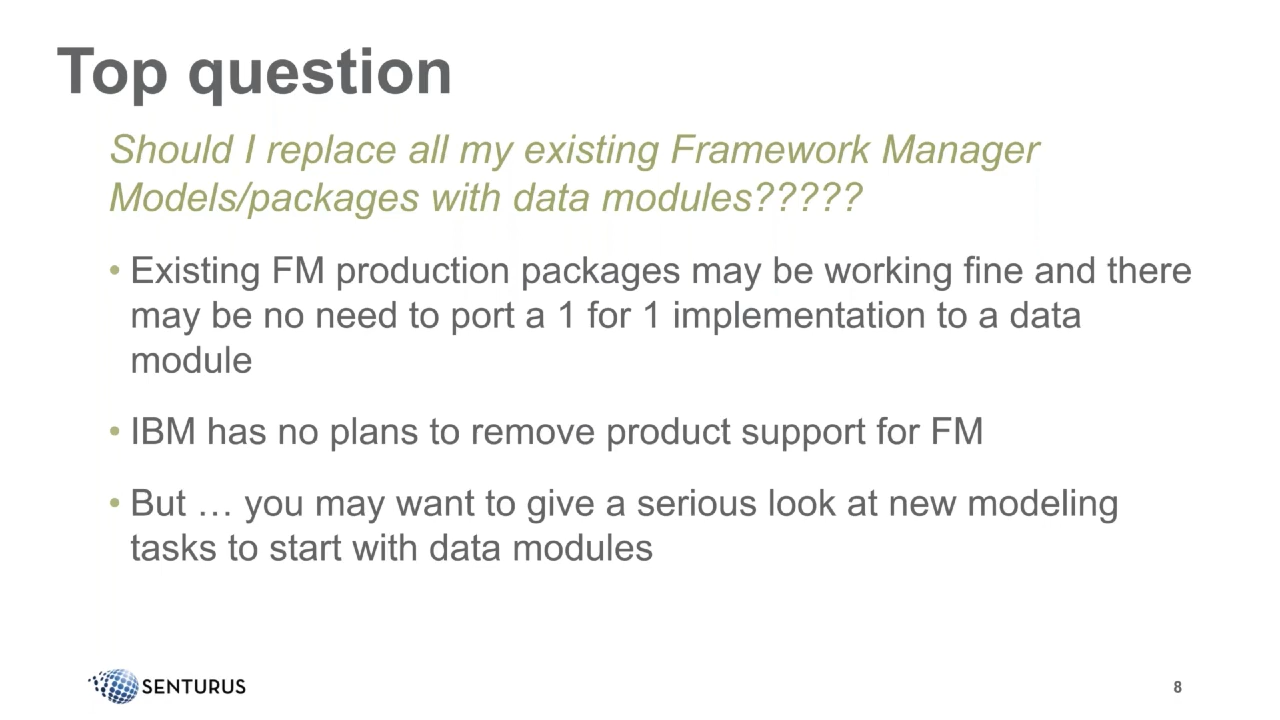 Top question
Should I replace all my existing Framework Manager
Models/packages with data modules?????
• Existing FM production packages may be working fine and there
may be no need to port a 1 for 1 implementation to a data
module
• IBM has no plans to remove product support for FM
• But … you may want to give a serious look at new modeling
tasks to start with data modules
SENTURUS
8